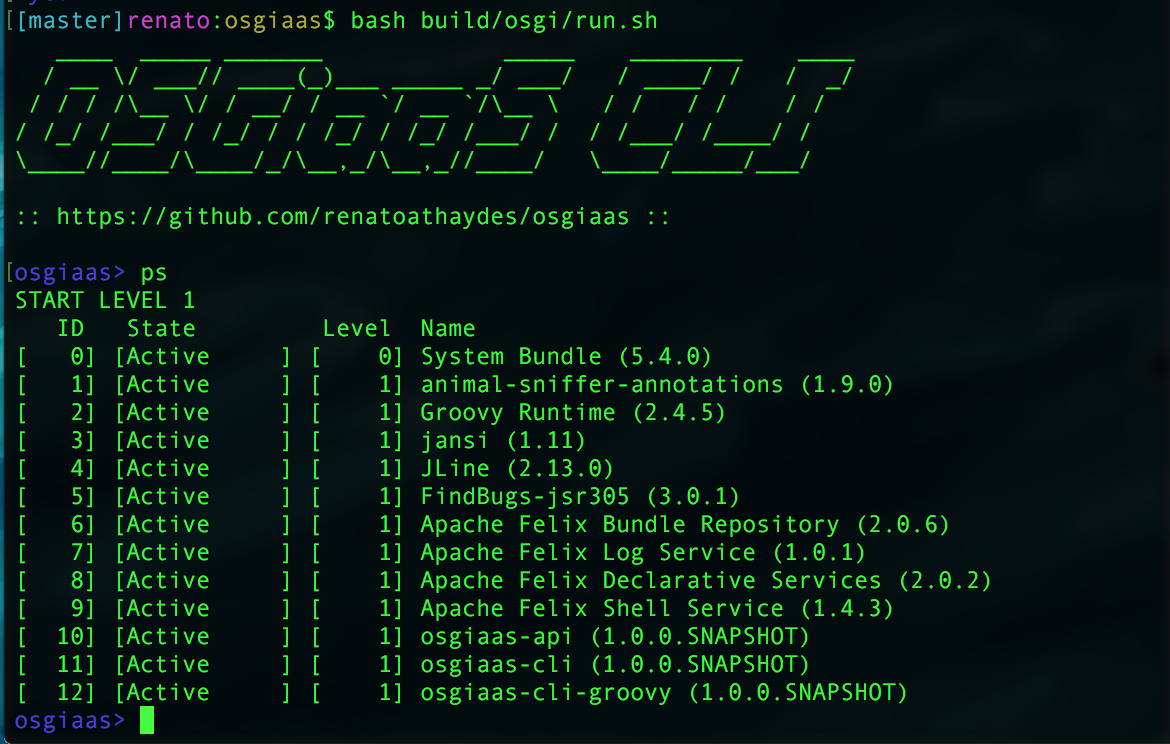 [[master]renato:osgiaas$ bash build/osgi/run.sh
OSGiaaS CLI
:: https://github.com/renatoathaydes/osgiaas ::
[osgiaas> ps
START LEVEL 1
   ID   State         Level  Name
[   0] [Active     ] [    0] System Bundle (5.4.0)
[   1] [Active     ] [    1] animal-sniffer-annotations (1.9.0)
[   2] [Active     ] [    1] Groovy Runtime (2.4.5)
[   3] [Active     ] [    1] jansi (1.11)
[   4] [Active     ] [    1] JLine (2.13.0)
[   5] [Active     ] [    1] FindBugs-jsr305 (3.0.1)
[   6] [Active     ] [    1] Apache Felix Bundle Repository (2.0.6)
[   7] [Active     ] [    1] Apache Felix Log Service (1.0.1)
[   8] [Active     ] [    1] Apache Felix Declarative Services (2.0.2)
[   9] [Active     ] [    1] Apache Felix Shell Service (1.4.3)
[  10] [Active     ] [    1] osgiaas-api (1.0.0.SNAPSHOT)
[  11] [Active     ] [    1] osgiaas-cli (1.0.0.SNAPSHOT)
[  12] [Active     ] [    1] osgiaas-cli-groovy (1.0.0.SNAPSHOT)
osgiaas>